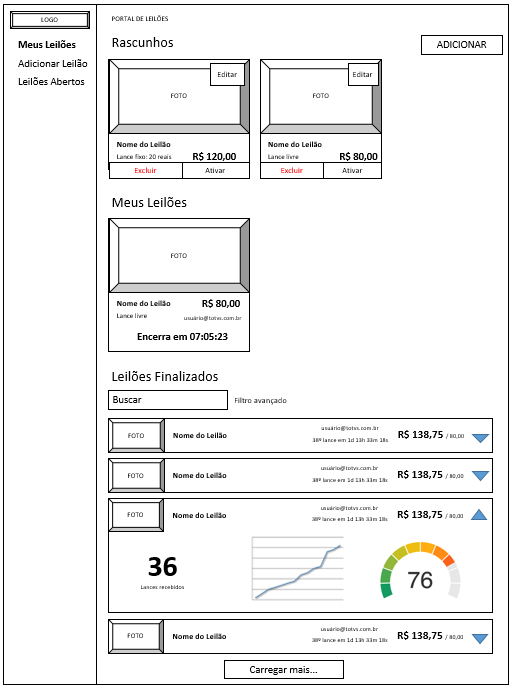 LOGO
Meus Leilões
Adicionar Leilão
Leilões Abertos
PORTAL DE LEILÕES
Rascunhos
ADICIONAR
Editar
FOTO
Nome do Leilão
Lance fixo: 20 reais
R$ 120,00
Excluir
Ativar
Editar
FOTO
Nome do Leilão
Lance livre
R$ 80,00
Excluir
Ativar
Meus Leilões
FOTO
Nome do Leilão
R$ 80,00
Lance livre
usuário@totvs.com.br
Encerra em 07:05:23
Leilões Finalizados
Buscar
Filtro avançado
FOTO
Nome do Leilão
usuário@totvs.com.br
38º lance em 1d 13h 33m 18s
R$ 138,75 / 80,00
FOTO
Nome do Leilão
usuário@totvs.com.br
38º lance em 1d 13h 33m 18s
R$ 138,75 / 80,00
FOTO
Nome do Leilão
usuário@totvs.com.br
38º lance em 1d 13h 33m 18s
R$ 138,75 / 80,00
36
Lances recebidos
76
FOTO
Nome do Leilão
usuário@totvs.com.br
38º lance em 1d 13h 33m 18s
R$ 138,75 / 80,00
Carregar mais...